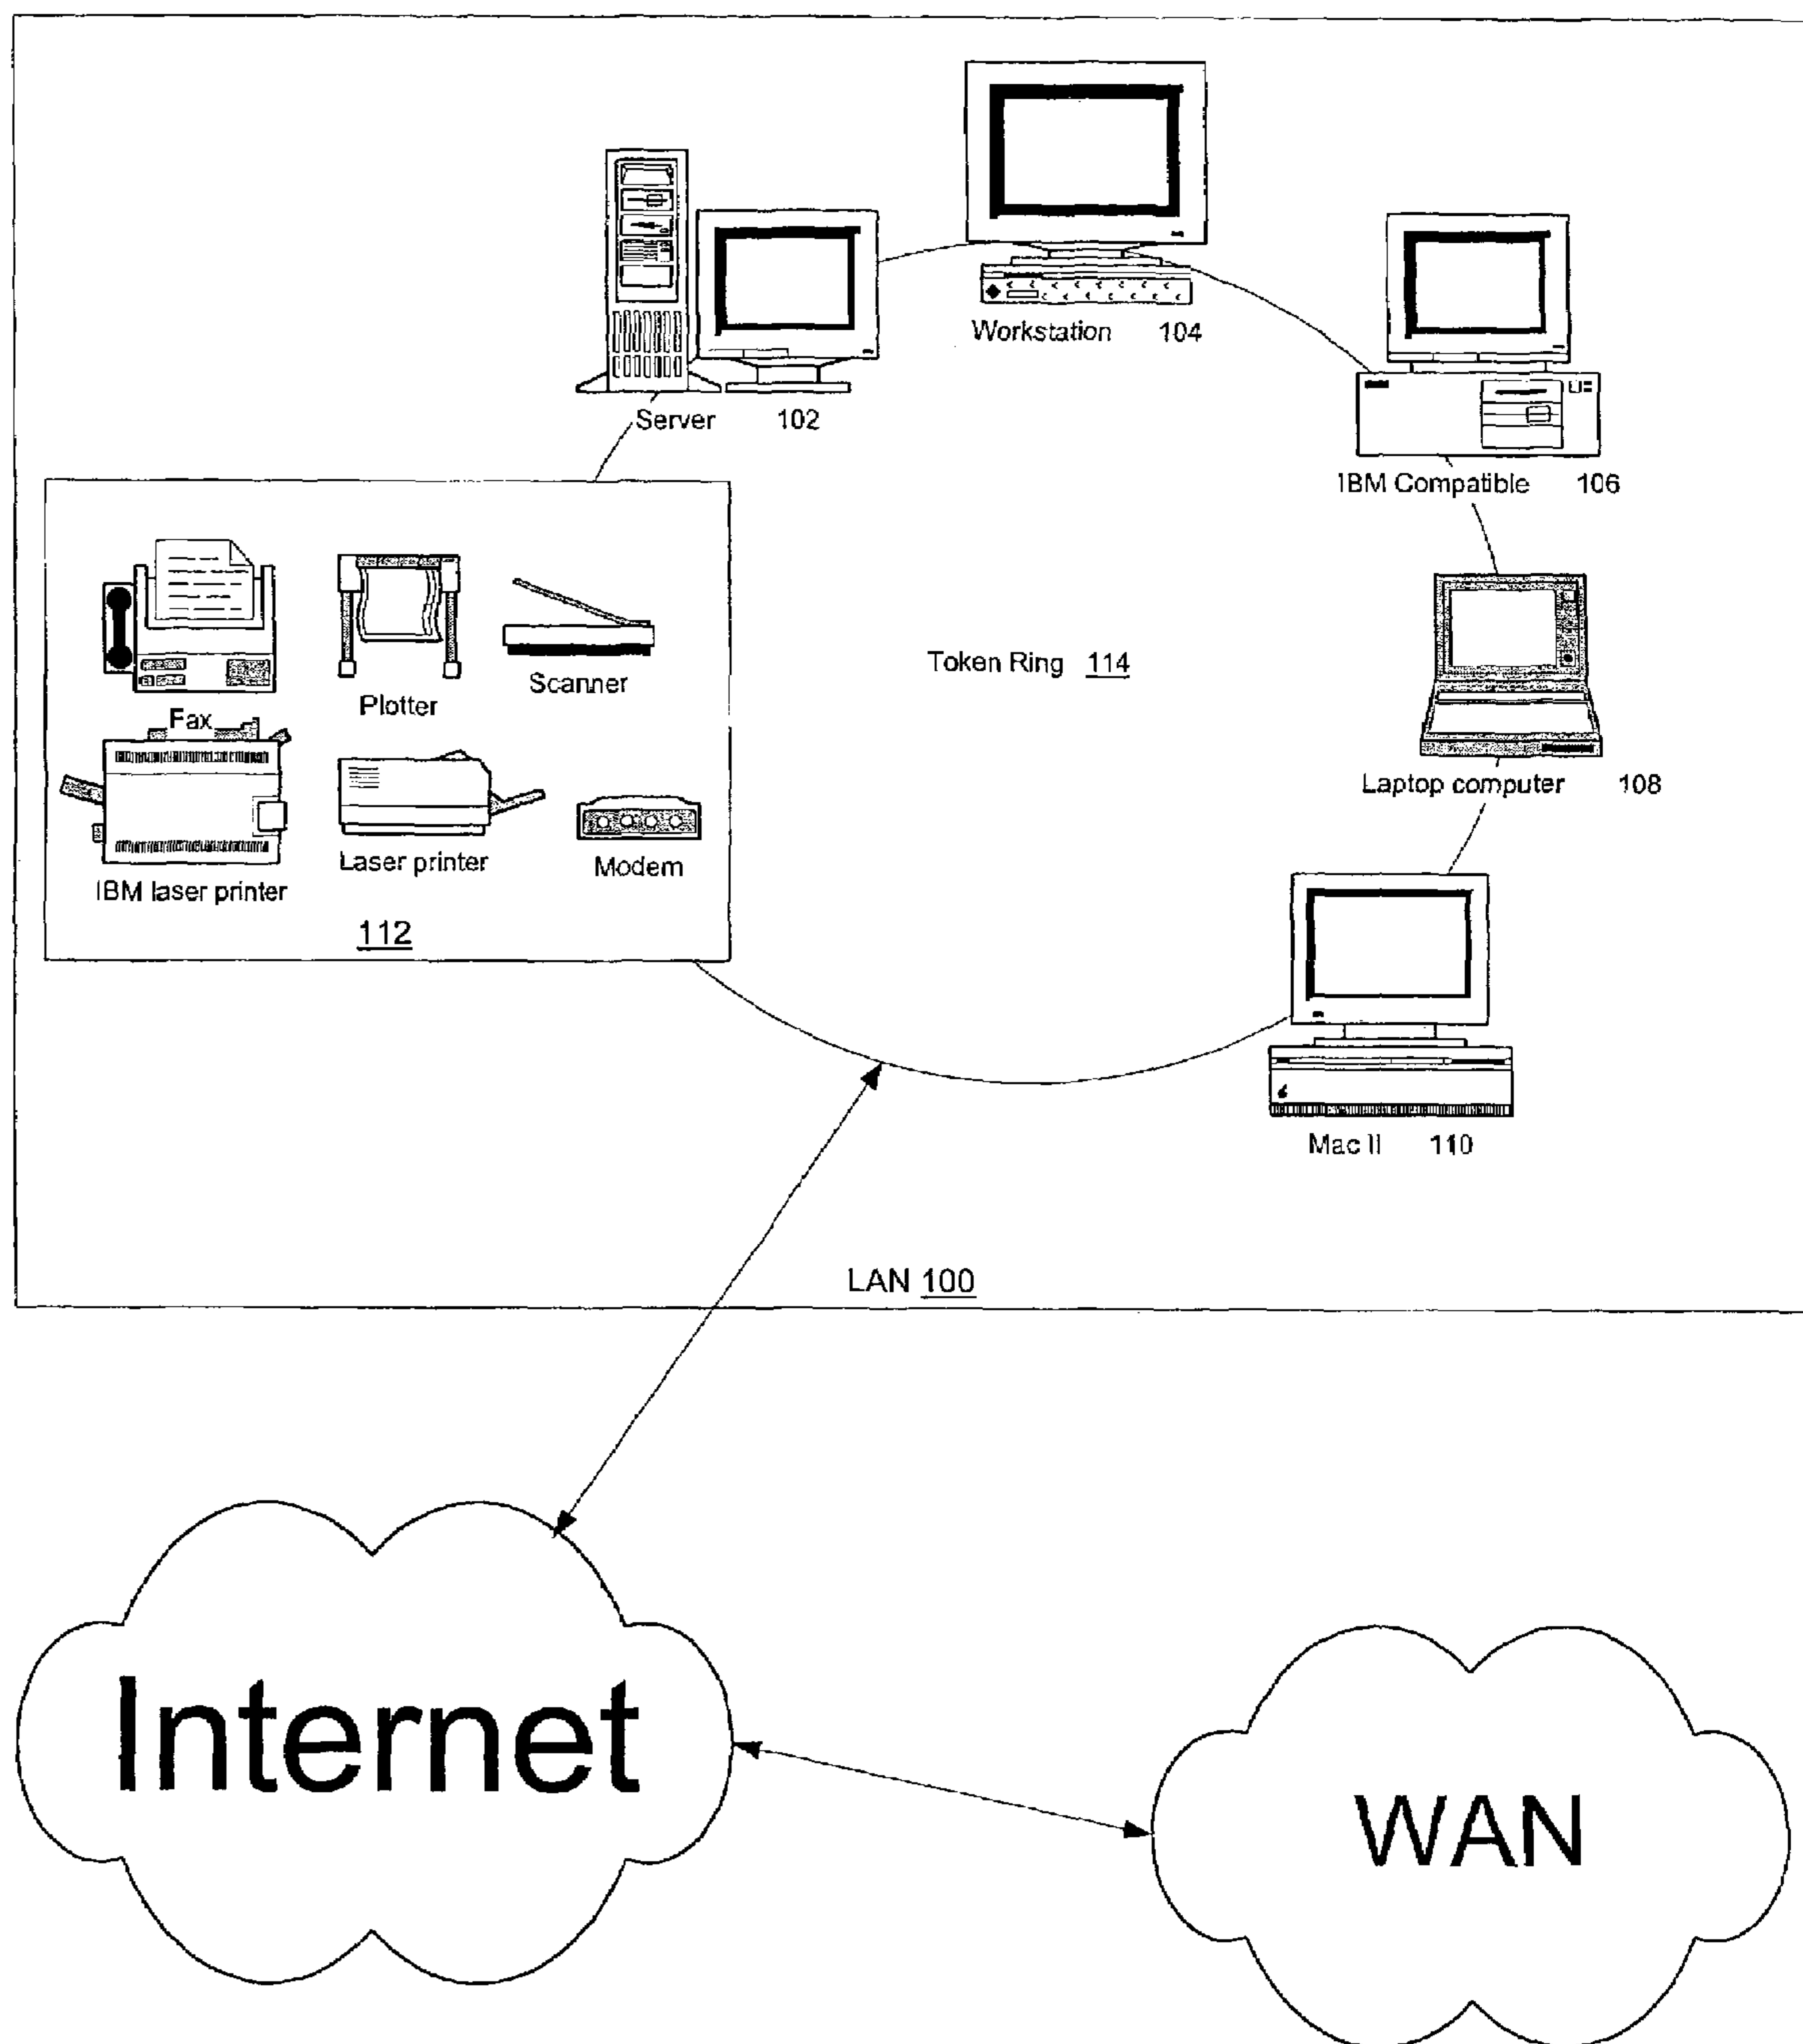 Workstation 104
Server 102
IBM Compatible 106
Fax
Plotter
Scanner
Token Ring 114
IBM laser printer
Laser printer
Modem
112
Laptop computer 108
Mac II 110
LAN 100
Internet
WAN